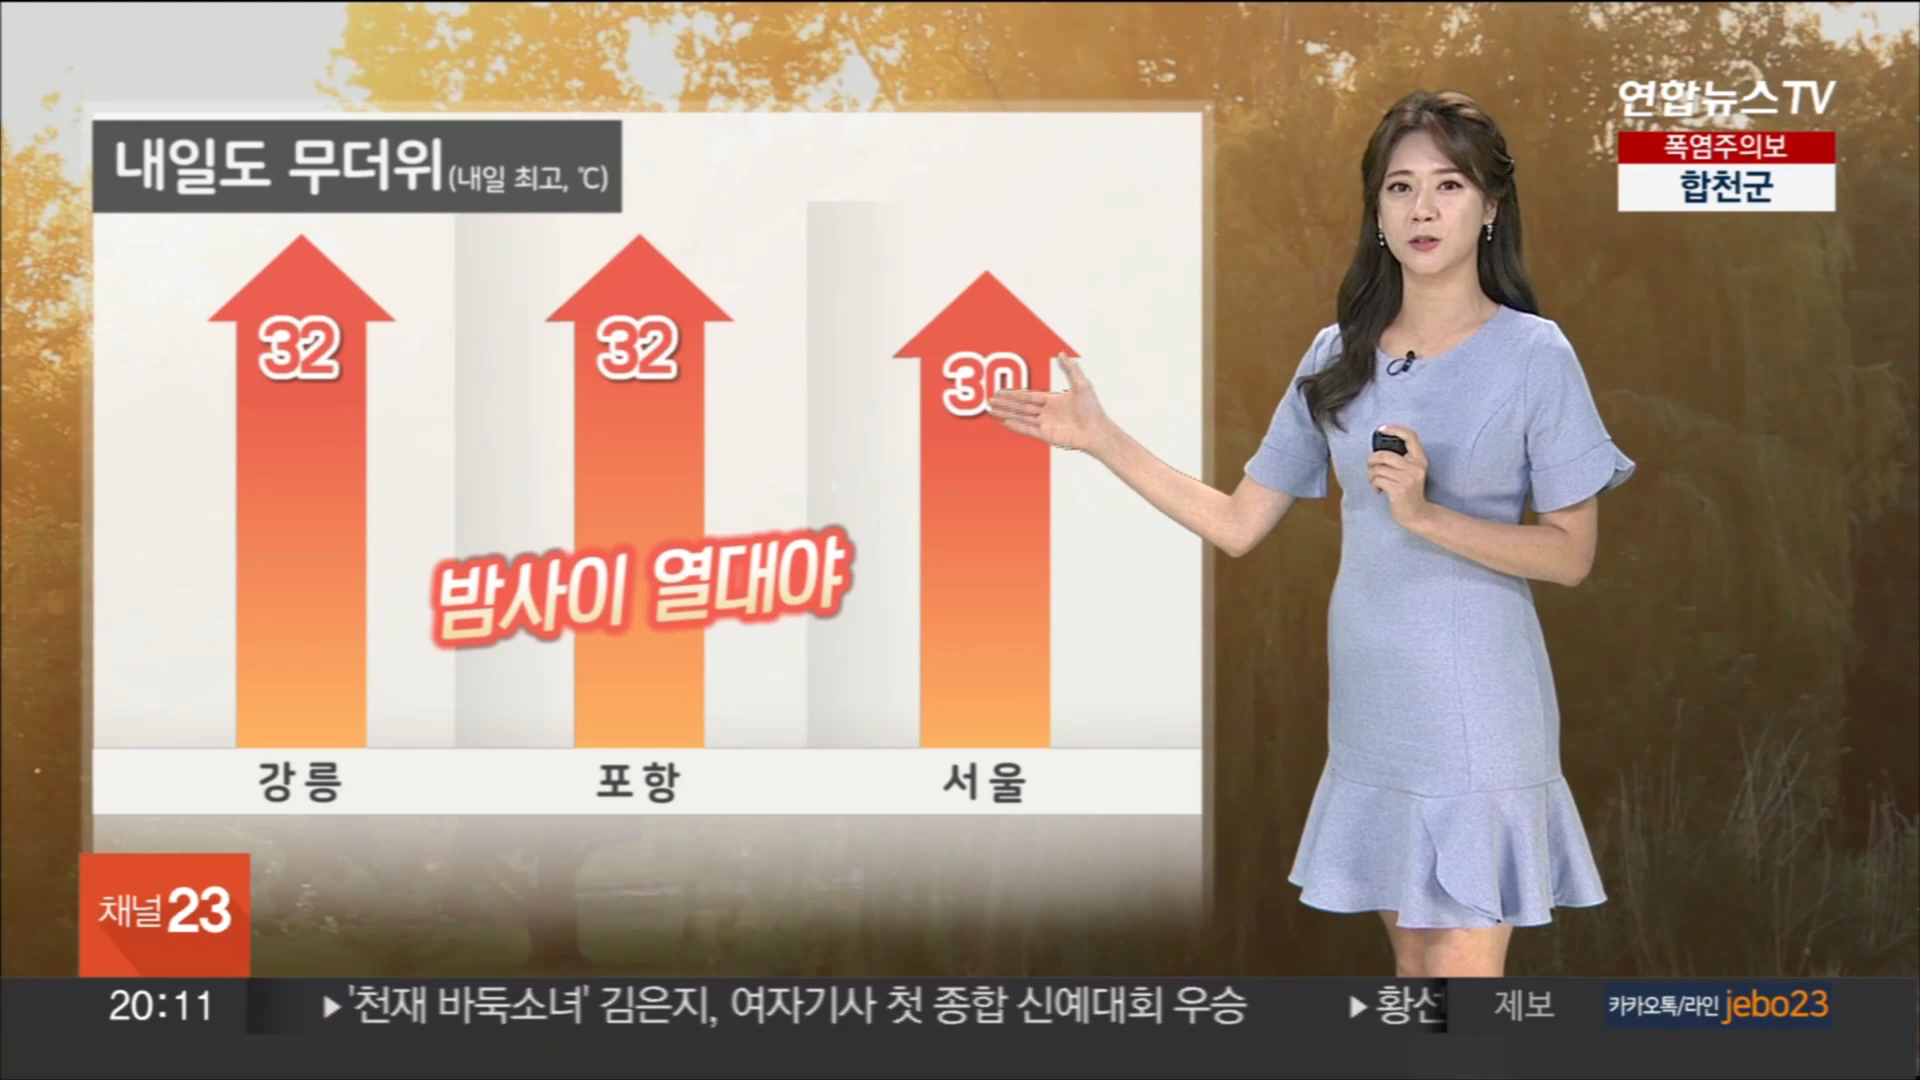 내일도 무더위 (내일 최고, ℃)
연합뉴스TV
폭염주의보
합천군
32
32
30
밤사이 열대야
강릉
포항
서울
채널23
20:11
▶'천재 바둑소녀' 김은지, 여자기사 첫 종합 신예대회 우승
▶황선
제보
카카오톡/라인 jebo23